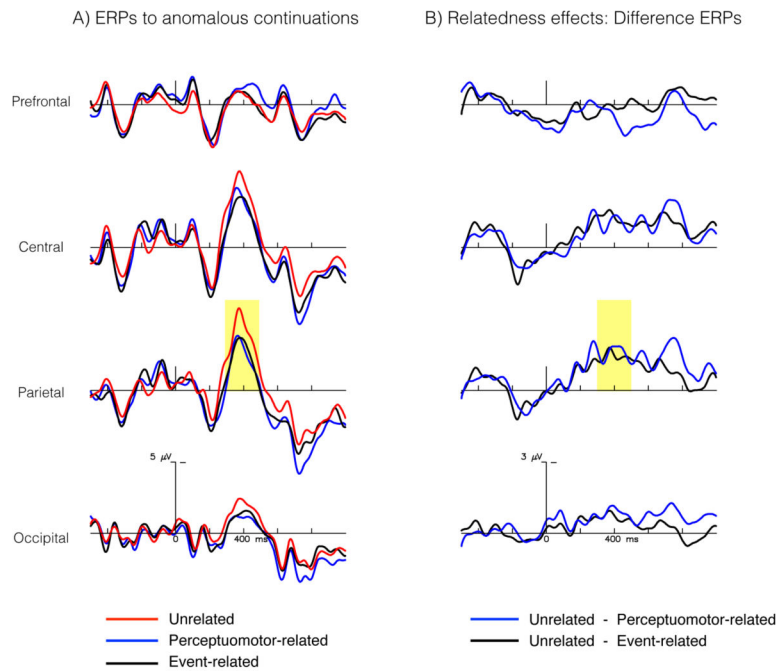 A) ERPs to anomalous continuations
B) Relatedness effects: Difference ERPs
Prefrontal
Central
Parietal
5 μV
3 μV
Occipital
0
400 ms
0
400 ms
Unrelated
Perceptuomotor-related
Event-related
Unrelated - Perceptuomotor-related
Unrelated - Event-related